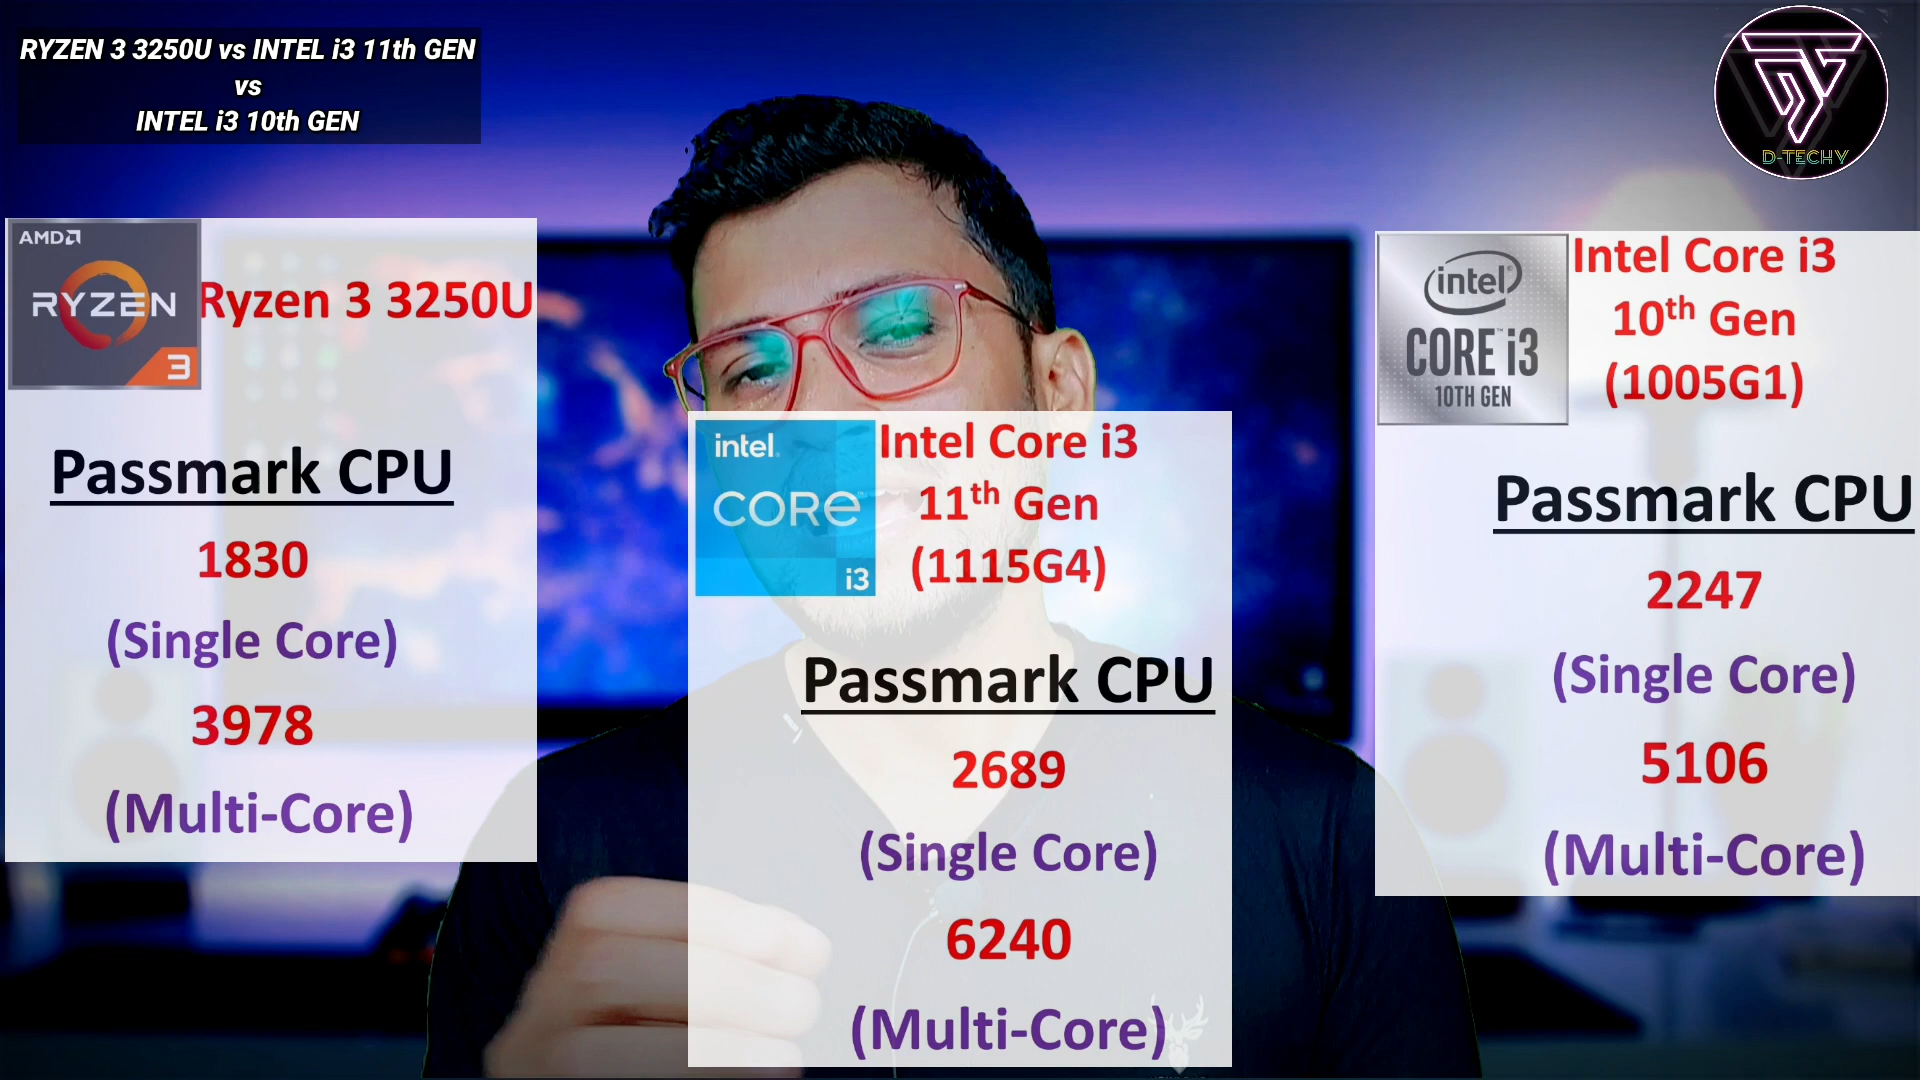 RYZEN 3 3250U vs INTEL i3 11th GEN
vs
INTEL i3 10th GEN
D-TECHY
AMD
RYZEN
3
Ryzen 3 3250U
Passmark CPU
1830
(Single Core)
3978
(Multi-Core)
intel
CORE
i3
Intel Core i3
11th Gen
(1115G4)
Passmark CPU
2689
(Single Core)
6240
(Multi-Core)
intel
CORE i3
10TH GEN
Intel Core i3
10th Gen
(1005G1)
Passmark CPU
2247
(Single Core)
5106
(Multi-Core)